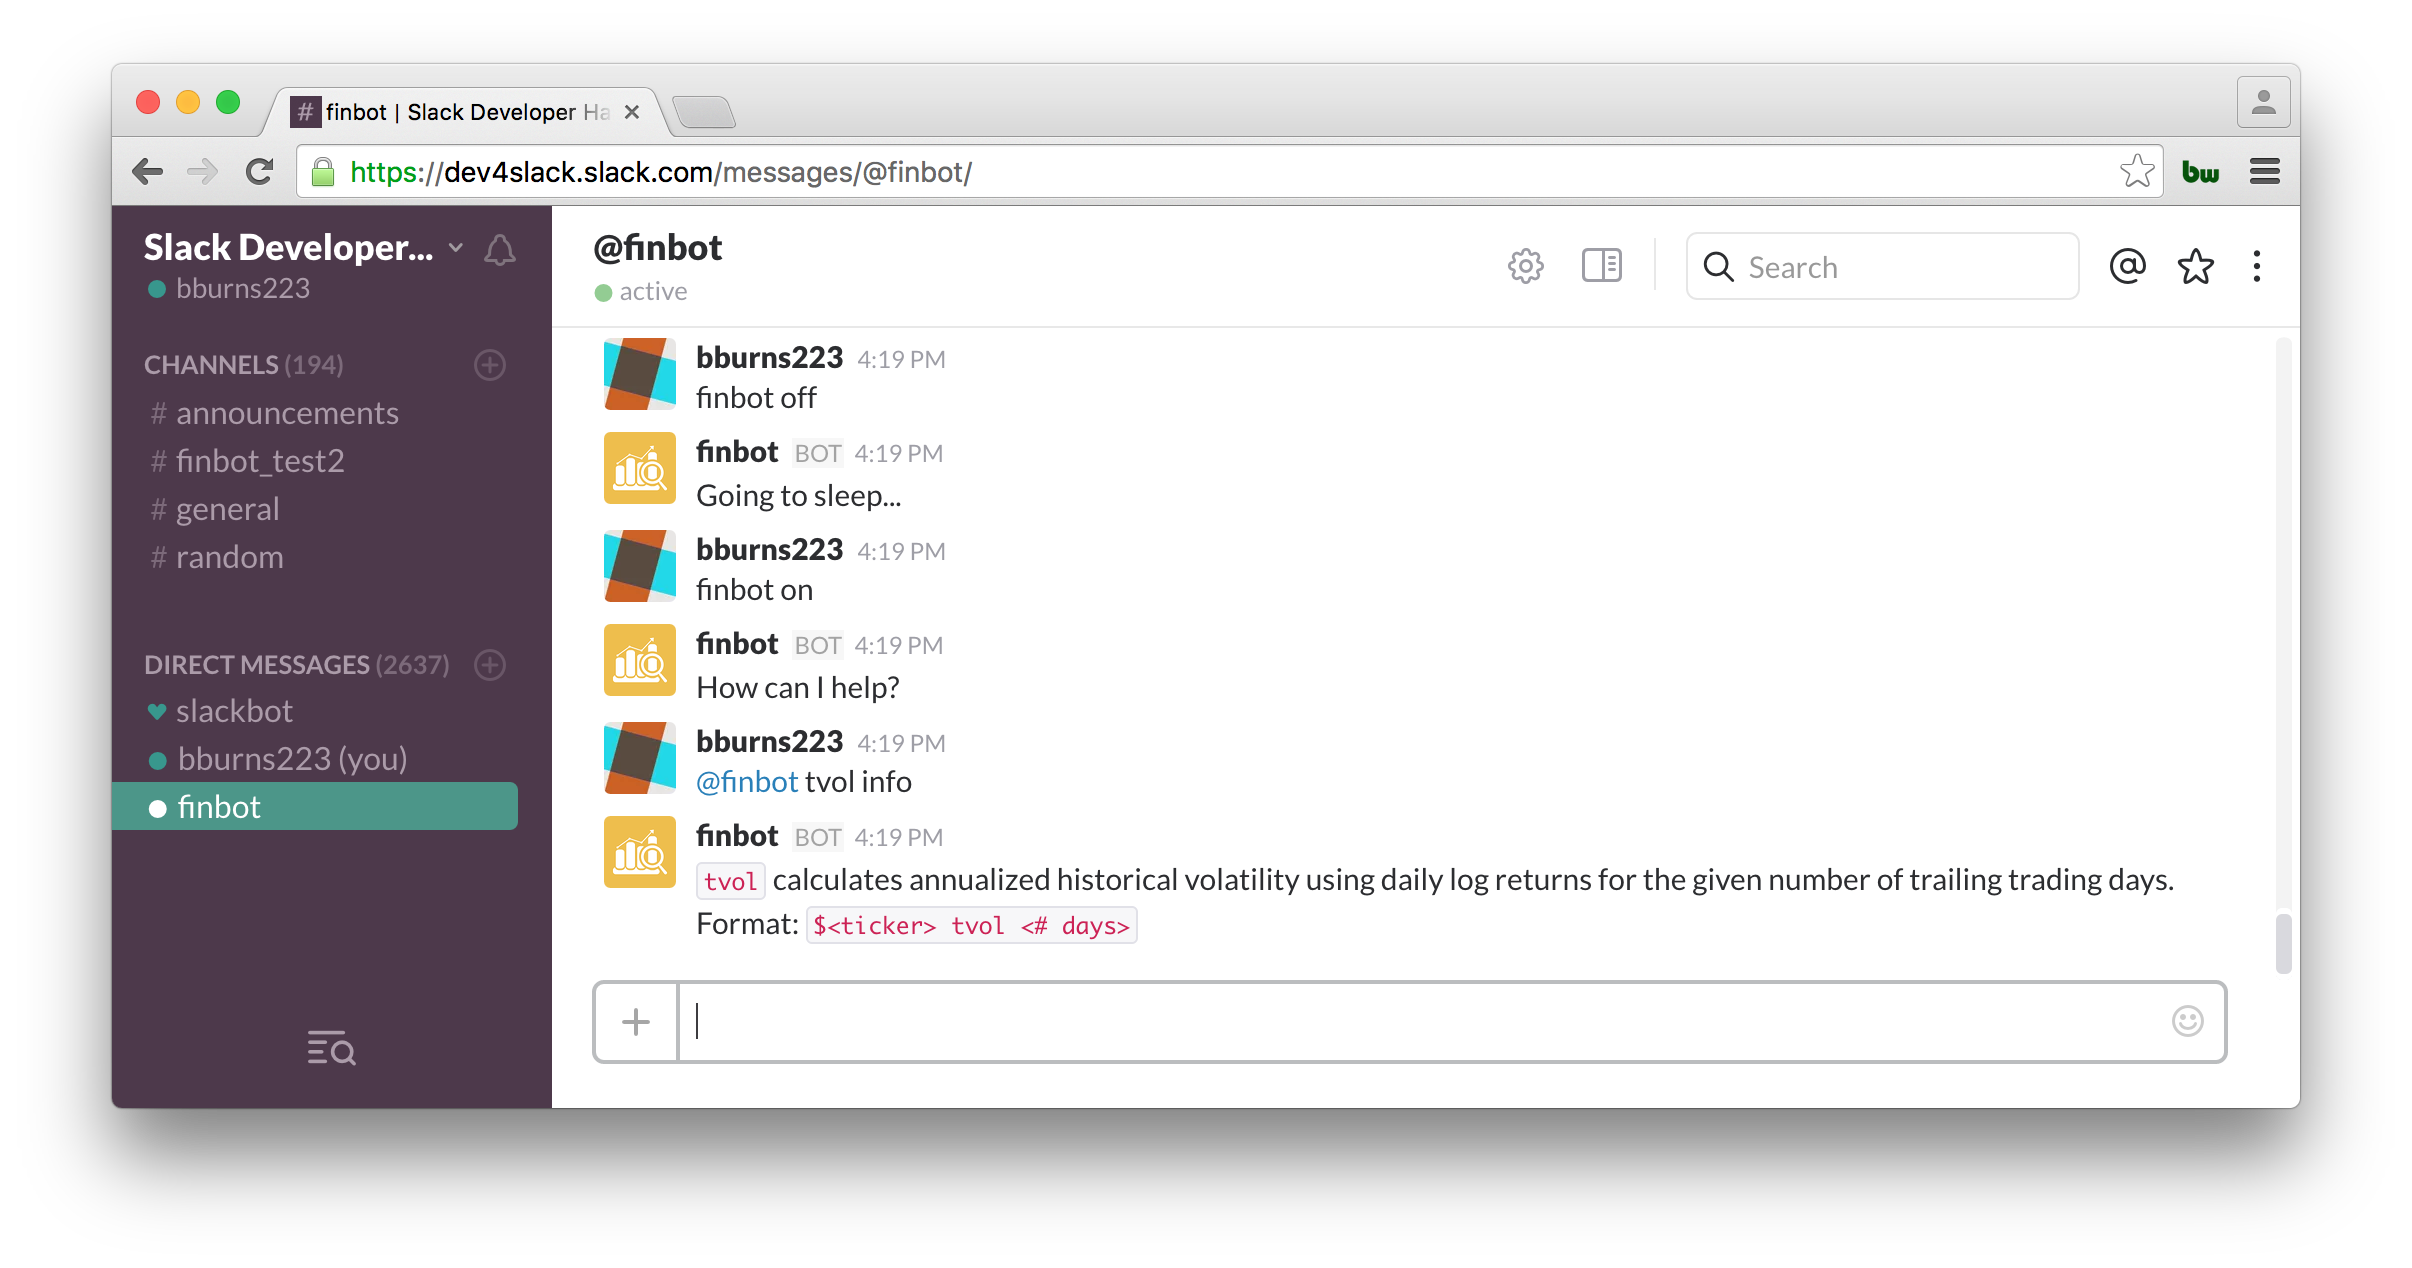 # finbot | Slack Developer Ha
https://dev4slack.slack.com/messages/@finbot/
bw
Slack Developer...
bburns223
CHANNELS (194)
# announcements
# finbot_test2
# general
# random
DIRECT MESSAGES (2637)
slackbot
bburns223 (you)
finbot
@finbot
active
Search
bburns223 4:19 PM
finbot off
finbot BOT 4:19 PM
Going to sleep...
bburns223 4:19 PM
finbot on
finbot BOT 4:19 PM
How can I help?
bburns223 4:19 PM
@finbot tvol info
finbot BOT 4:19 PM
tvol calculates annualized historical volatility using daily log returns for the given number of trailing trading days.
Format: $<ticker> tvol <# days>